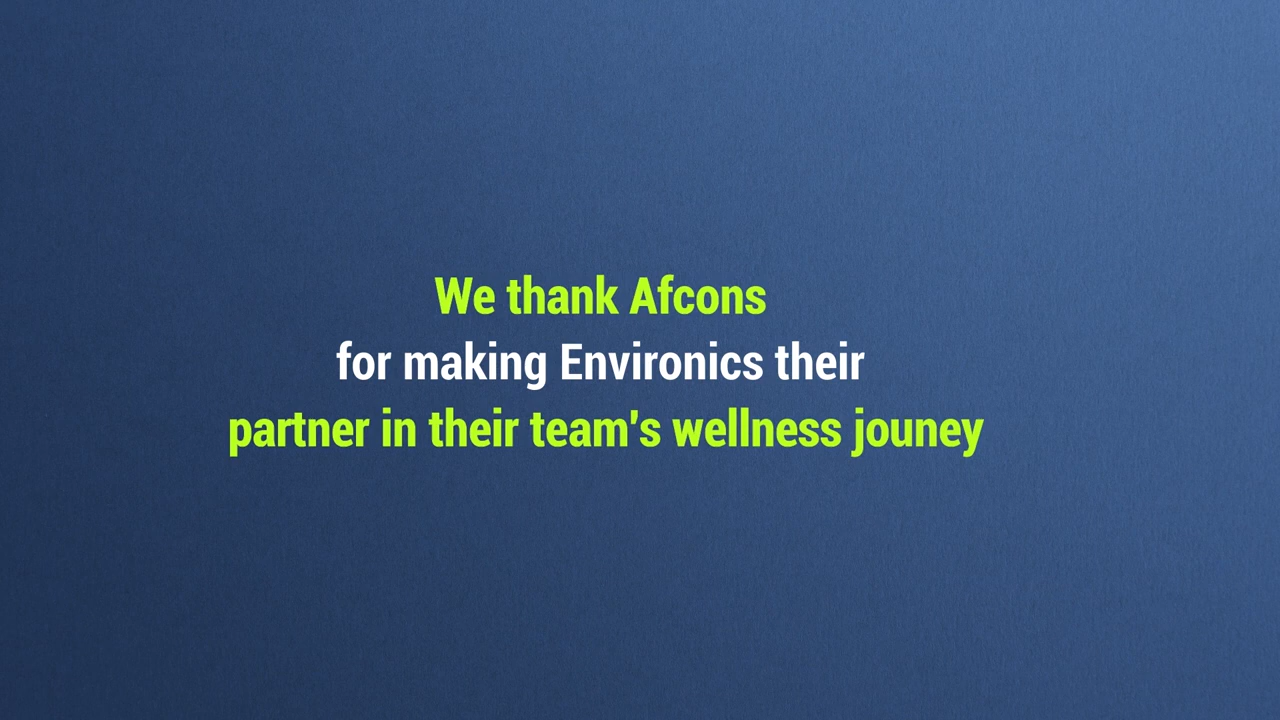 We thank Afcons
for making Environics their
partner in their team's wellness jouney